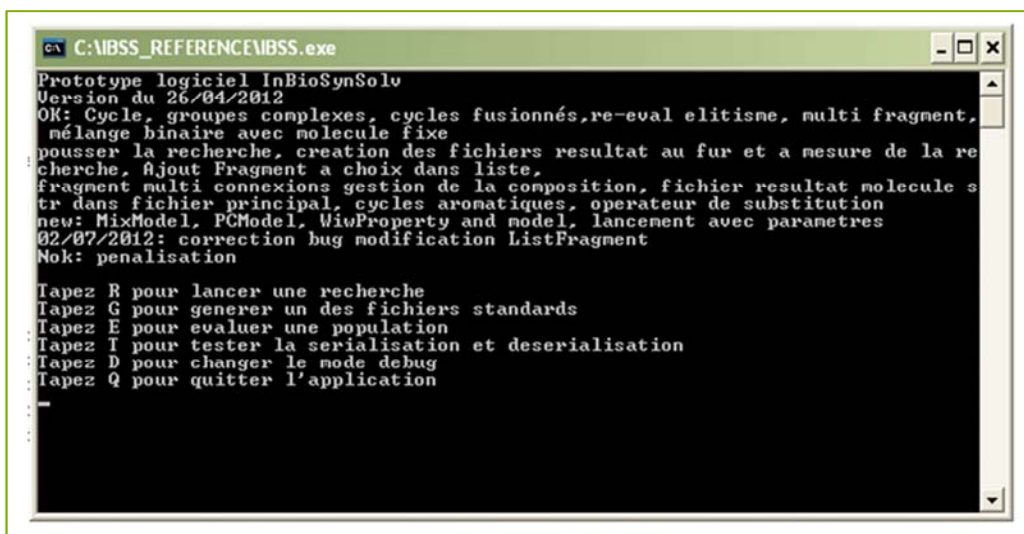 C:\IBSS_REFERENCE\IBSS.exe
Prototype logiciel InBioSynSolv
Version du 26/04/2012
OK: Cycle, groupes complexes, cycles fusionnés,re-eval elitisme, multi fragment,
mélange binaire avec molecule fixe
pousser la recherche, creation des fichiers resultat au fur et a mesure de la re
cherche, Ajout Fragment a choix dans liste,
fragment multi connexions gestion de la composition, fichier resultat molecule s
tr dans fichier principal, cycles aromatiques, operateur de substitution
new: MixModel, PCModel, WiwProperty and model, lancement avec parametres
02/07/2012: correction bug modification ListFragment
Nok: penalisation
Tapez R pour lancer une recherche
Tapez G pour generer un des fichiers standards
Tapez E pour evaluer une population
Tapez T pour tester la serialisation et deserialisation
Tapez D pour changer le mode debug
Tapez Q pour quitter l'application